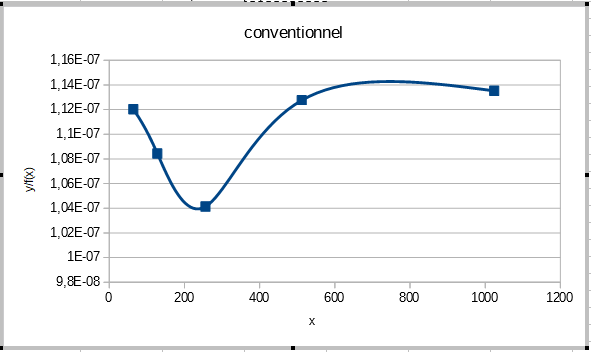 conventionnel
1,16E-07
1,14E-07
1,12E-07
1,1E-07
1,08E-07
1,06E-07
1,04E-07
1,02E-07
1E-07
9,8E-08
y/f(x)
0 200 400 600 800 1000 1200
x